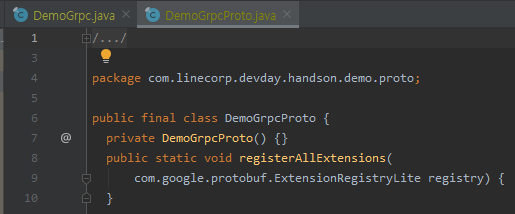 DemoGrpc.java
DemoGrpcProto.java
1 /.../
3
4 package com.linecorp.devday.handson.demo.proto;
5
6 public final class DemoGrpcProto {
7 @ private DemoGrpcProto() {}
8 public static void registerAllExtensions(
9 com.google.protobuf.ExtensionRegistryLite registry) {
10 }